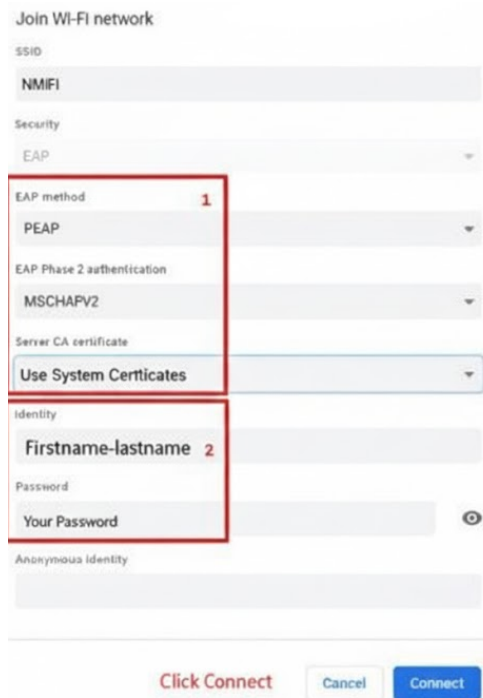 Join WI-FI network
SSID
NMIFI
Security
EAP
EAP method 1
PEAP
EAP Phase 2 authentication
MSCHAPV2
Server CA certificate
Use System Certticates
Identity
Firstname-lastname 2
Password
Your Password
Anonymous Identity
Click Connect Cancel Connect